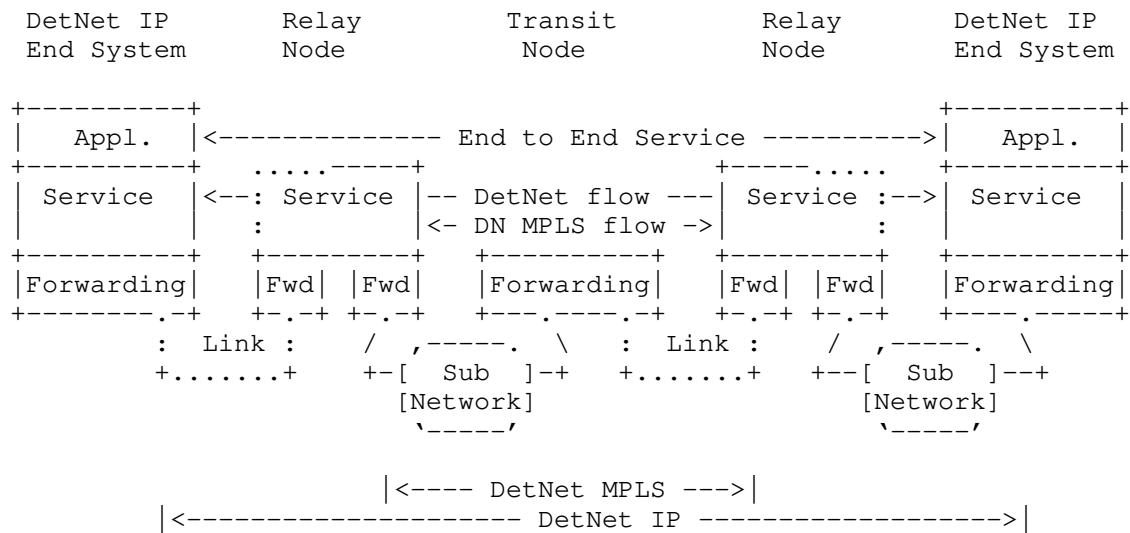 DetNet IP       Relay        Transit         Relay       DetNet IP
End System      Node          Node           Node        End System
Appl.  |<-------------- End to End Service ---------->|  Appl.
Service  |<--: Service  |-- DetNet flow ---| Service :-->|  Service
|<- DN MPLS flow ->|
|Forwarding|   |Fwd| |Fwd|   |Forwarding|   |Fwd| |Fwd|   |Forwarding|
:  Link :    /  ,-----.  \   :  Link :    /  ,-----.  \
+.......+   +-[  Sub  ]-+   +.......+   +--[  Sub  ]--+
[Network]                     [Network]
`-----'                       `-----'
|<---- DetNet MPLS --->|
|<--------------------- DetNet IP ------------------->|